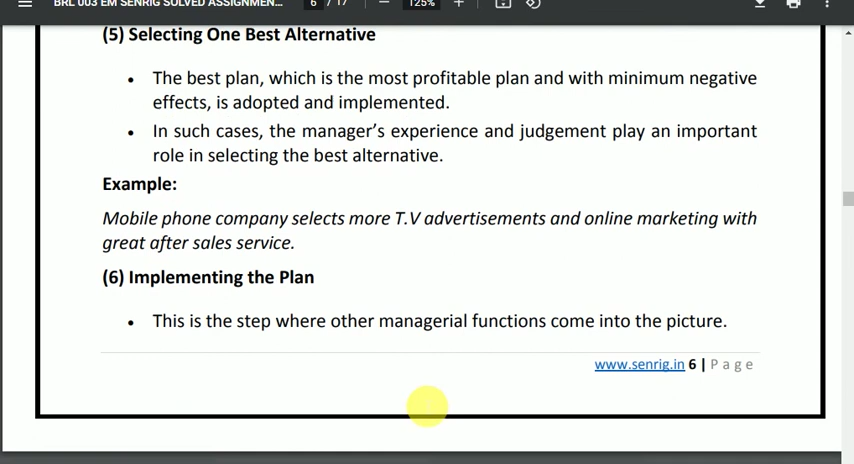 BRL 003 EM SENRIG SOLVED ASSIGNMEN... 6 / 17 125%
(5) Selecting One Best Alternative
• The best plan, which is the most profitable plan and with minimum negative
effects, is adopted and implemented.
• In such cases, the manager’s experience and judgement play an important
role in selecting the best alternative.
Example:
Mobile phone company selects more T.V advertisements and online marketing with
great after sales service.
(6) Implementing the Plan
• This is the step where other managerial functions come into the picture.
www.senrig.in 6 | Page